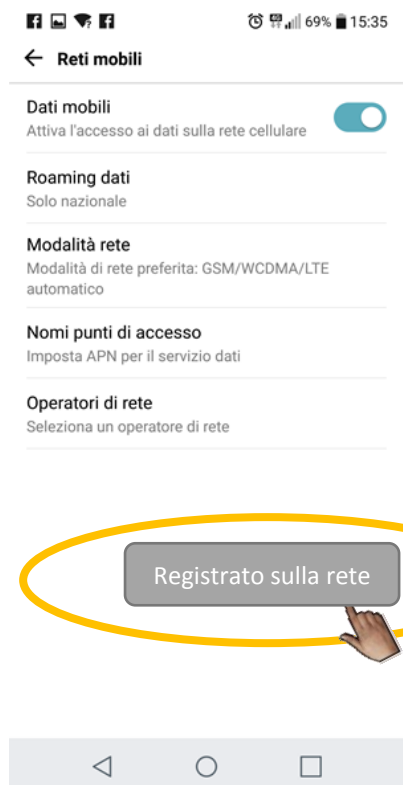 69% 15:35
Reti mobili
Dati mobili
Attiva l'accesso ai dati sulla rete cellulare
Roaming dati
Solo nazionale
Modalità rete
Modalità di rete preferita: GSM/WCDMA/LTE
automatico
Nomi punti di accesso
Imposta APN per il servizio dati
Operatori di rete
Seleziona un operatore di rete
Registrato sulla rete